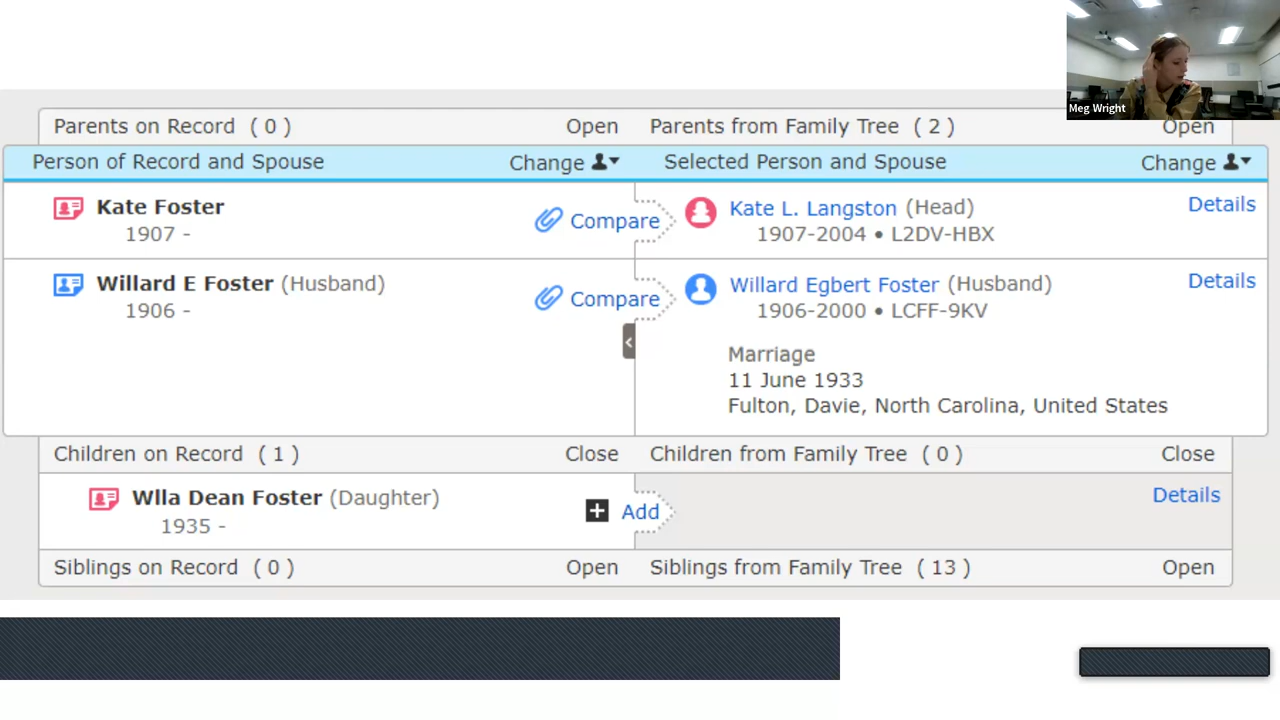 Meg Wright
Parents on Record ( 0 ) Open Parents from Family Tree ( 2 ) Open
Person of Record and Spouse Change Selected Person and Spouse Change
Kate Foster Compare Kate L. Langston (Head) Details
1907 - 1907-2004 • L2DV-HBX
Willard E Foster (Husband) Compare Willard Egbert Foster (Husband) Details
1906 - 1906-2000 • LCFF-9KV
Marriage
11 June 1933
Fulton, Davie, North Carolina, United States
Children on Record ( 1 ) Close Children from Family Tree ( 0 ) Close
Wlla Dean Foster (Daughter) Add Details
1935 -
Siblings on Record ( 0 ) Open Siblings from Family Tree ( 13 ) Open